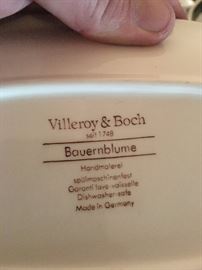 Villeroy & Boch
seit 1748
Bauernblume
Handmalerei
spülmaschinenfest
Garanti lave-vaisselle
Dishwasher-safe
Made in Germany